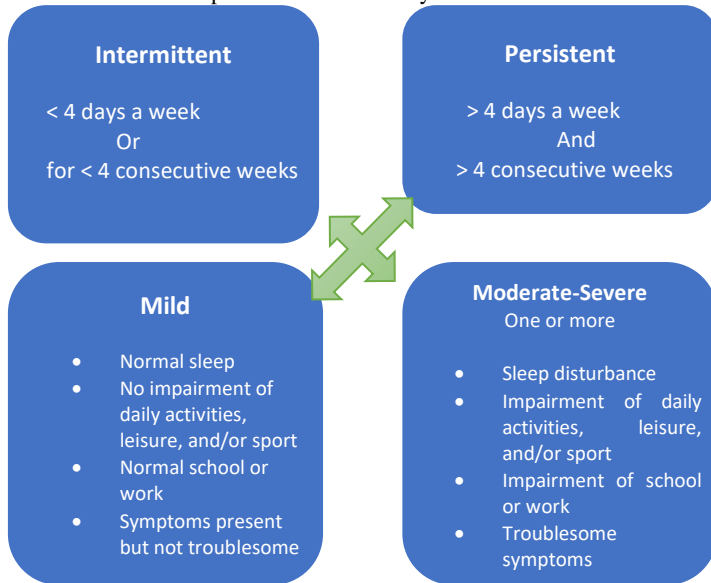 Intermittent
< 4 days a week
Or
for < 4 consecutive weeks
Persistent
> 4 days a week
And
> 4 consecutive weeks
Mild
• Normal sleep
• No impairment of
daily activities,
leisure, and/or sport
• Normal school or
work
• Symptoms present
but not troublesome
Moderate-Severe
One or more
• Sleep disturbance
• Impairment of daily
activities, leisure,
and/or sport
• Impairment of school
or work
• Troublesome
symptoms